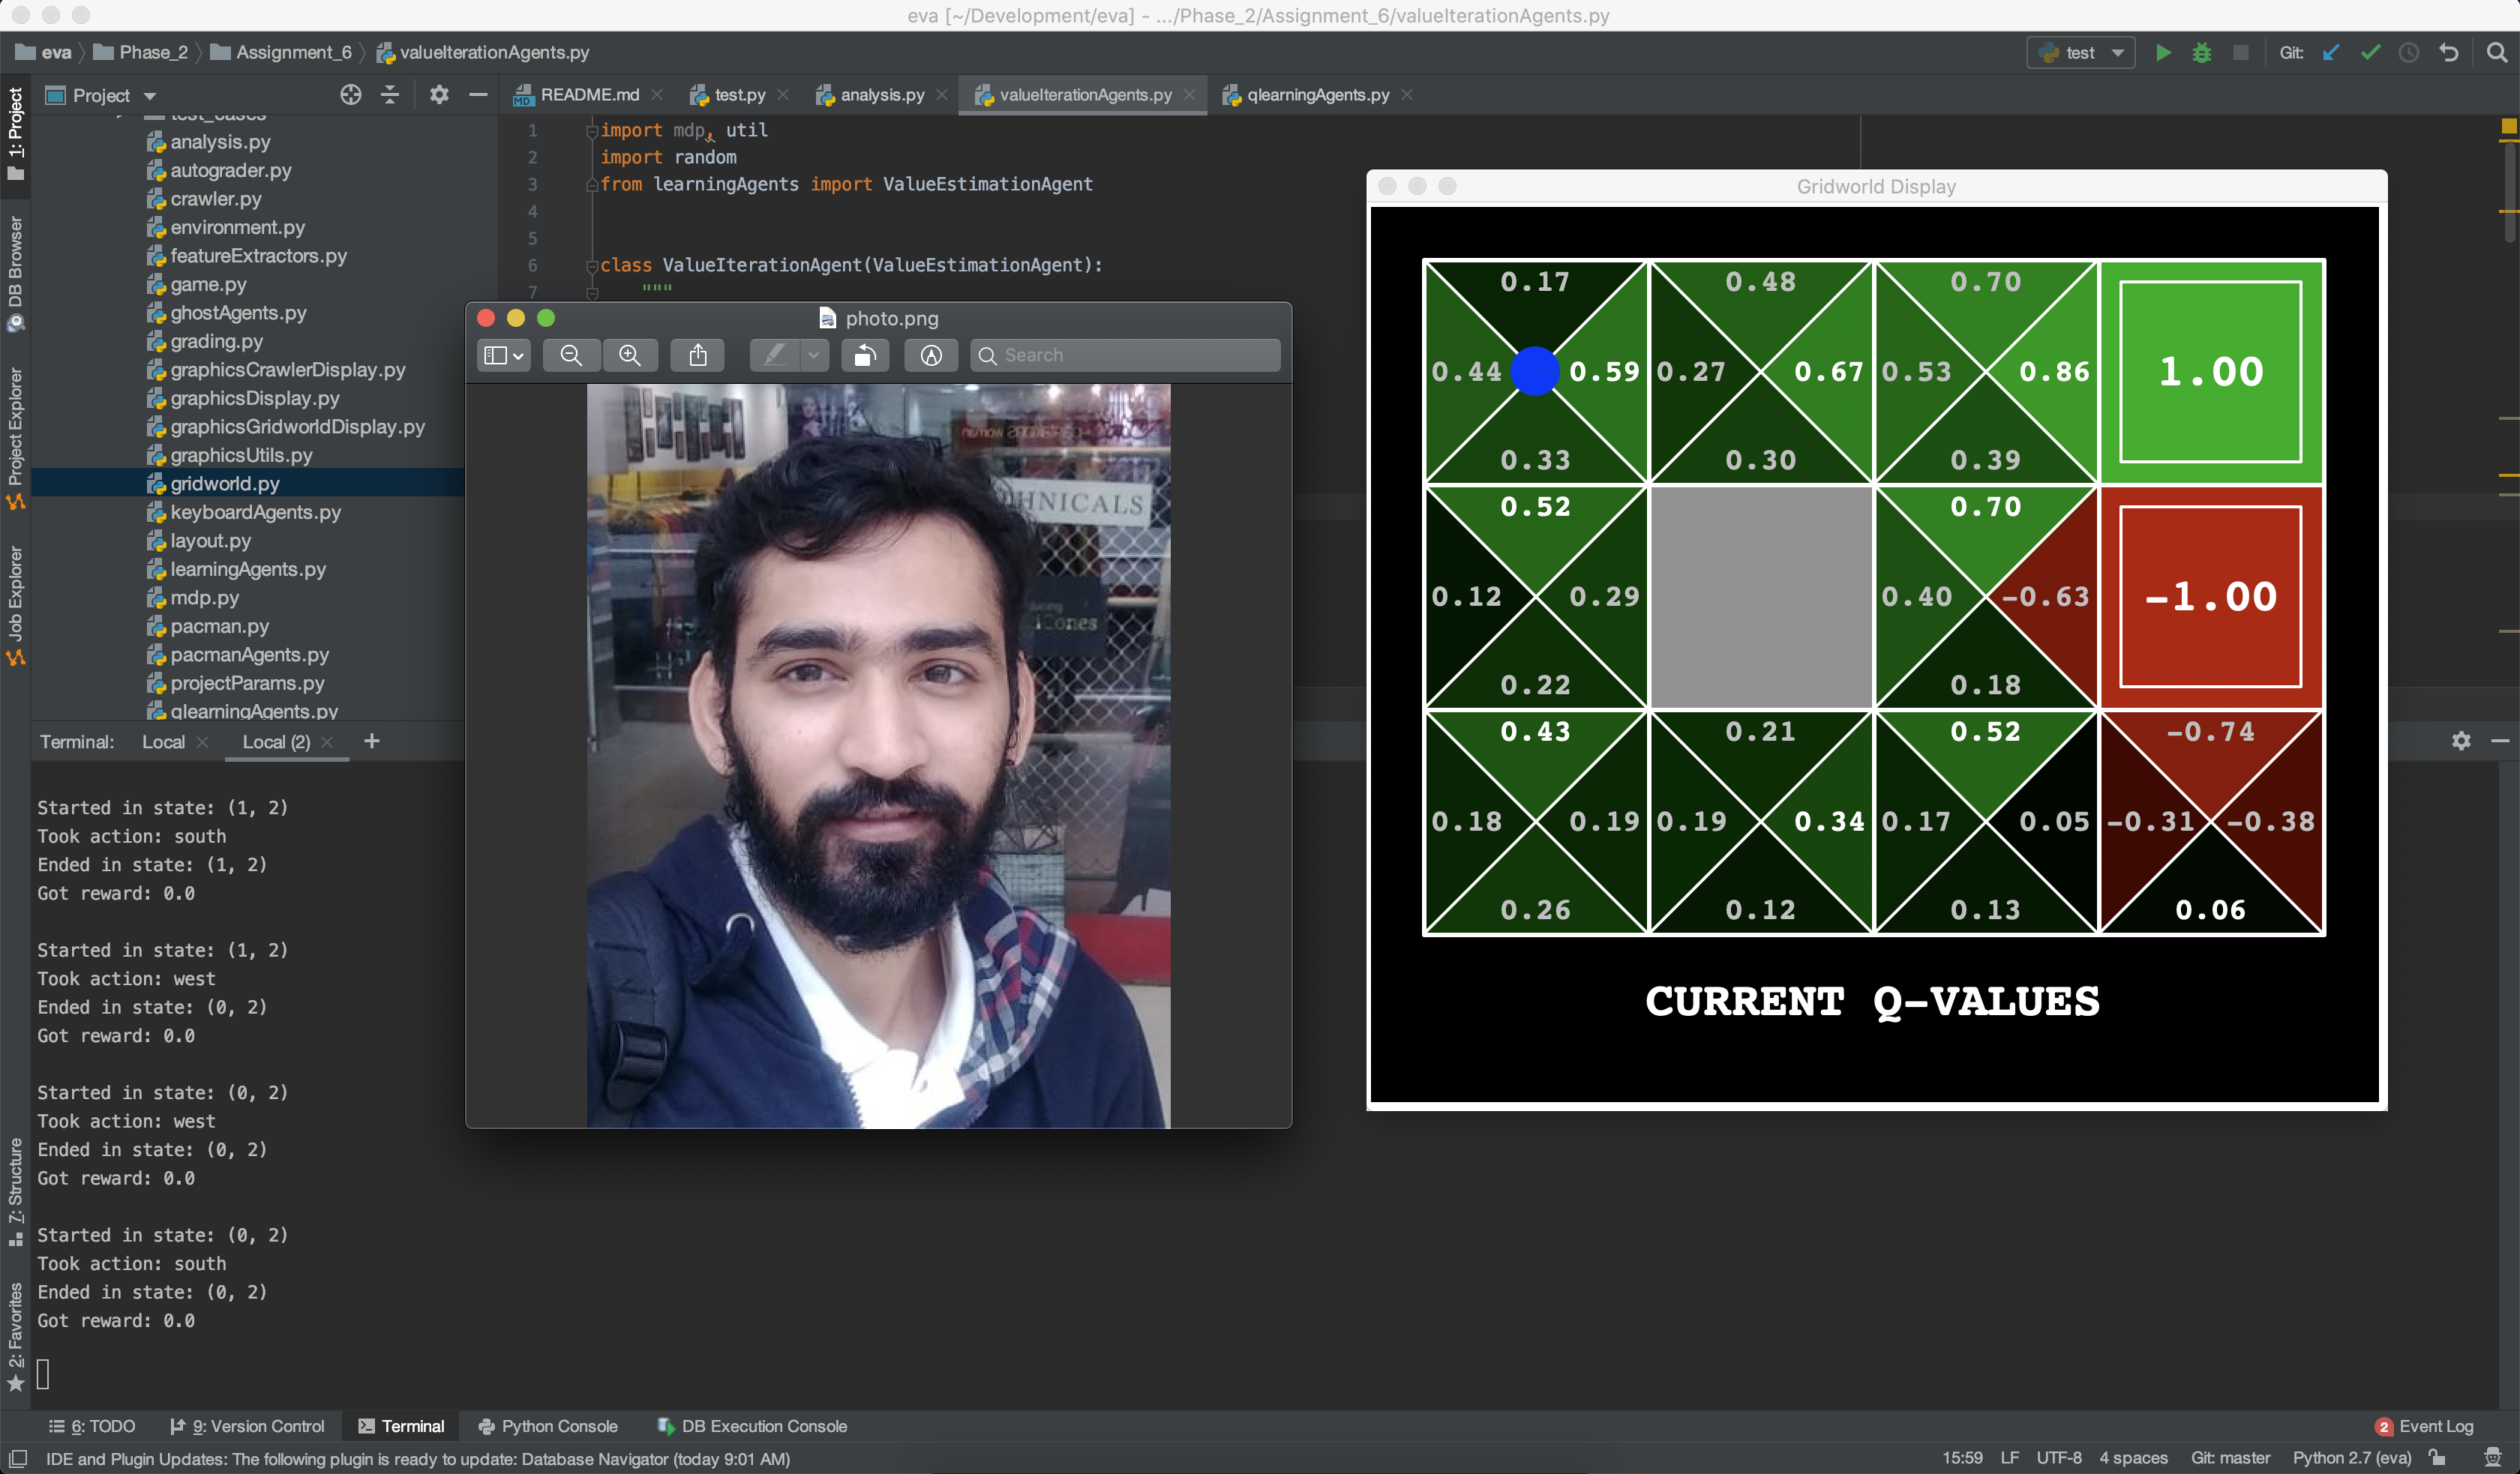 eva [~/Development/eva] - .../Phase_2/Assignment_6/valueIterationAgents.py
eva Phase_2 Assignment_6 valueIterationAgents.py
test Git:
Project
README.md test.py analysis.py valueIterationAgents.py qlearningAgents.py
1: Project
DB Browser
Project Explorer
Job Explorer
7: Structure
2: Favorites
test_cases
analysis.py
autograder.py
crawler.py
environment.py
featureExtractors.py
game.py
ghostAgents.py
grading.py
graphicsCrawlerDisplay.py
graphicsDisplay.py
graphicsGridworldDisplay.py
graphicsUtils.py
gridworld.py
keyboardAgents.py
layout.py
learningAgents.py
mdp.py
pacman.py
pacmanAgents.py
projectParams.py
qlearningAgents.py
1 import mdp, util
2 import random
3 from learningAgents import ValueEstimationAgent
4
5
6 class ValueIterationAgent(ValueEstimationAgent):
7 """
photo.png
Search
HNICALS
Cones
Gridworld Display
0.17 0.48 0.70
0.44 0.59 0.27 0.67 0.53 0.86 1.00
0.33 0.30 0.39
0.52 0.70
0.12 0.29 0.40 -0.63 -1.00
0.22 0.18
0.43 0.21 0.52 -0.74
0.18 0.19 0.19 0.34 0.17 0.05 -0.31 -0.38
0.26 0.12 0.13 0.06
CURRENT Q-VALUES
Terminal: Local Local (2)
Started in state: (1, 2)
Took action: south
Ended in state: (1, 2)
Got reward: 0.0
Started in state: (1, 2)
Took action: west
Ended in state: (0, 2)
Got reward: 0.0
Started in state: (0, 2)
Took action: west
Ended in state: (0, 2)
Got reward: 0.0
Started in state: (0, 2)
Took action: south
Ended in state: (0, 2)
Got reward: 0.0
6: TODO 9: Version Control Terminal Python Console DB Execution Console 2 Event Log
IDE and Plugin Updates: The following plugin is ready to update: Database Navigator (today 9:01 AM) 15:59 LF UTF-8 4 spaces Git: master Python 2.7 (eva)